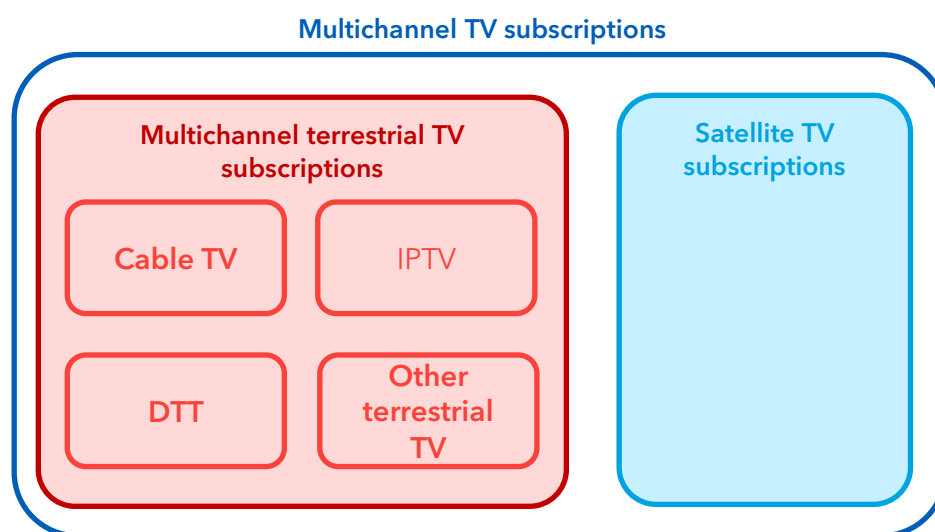 Multichannel TV subscriptions
Multichannel terrestrial TV
subscriptions
Cable TV
IPTV
DTT
Other
terrestrial
TV
Satellite TV
subscriptions